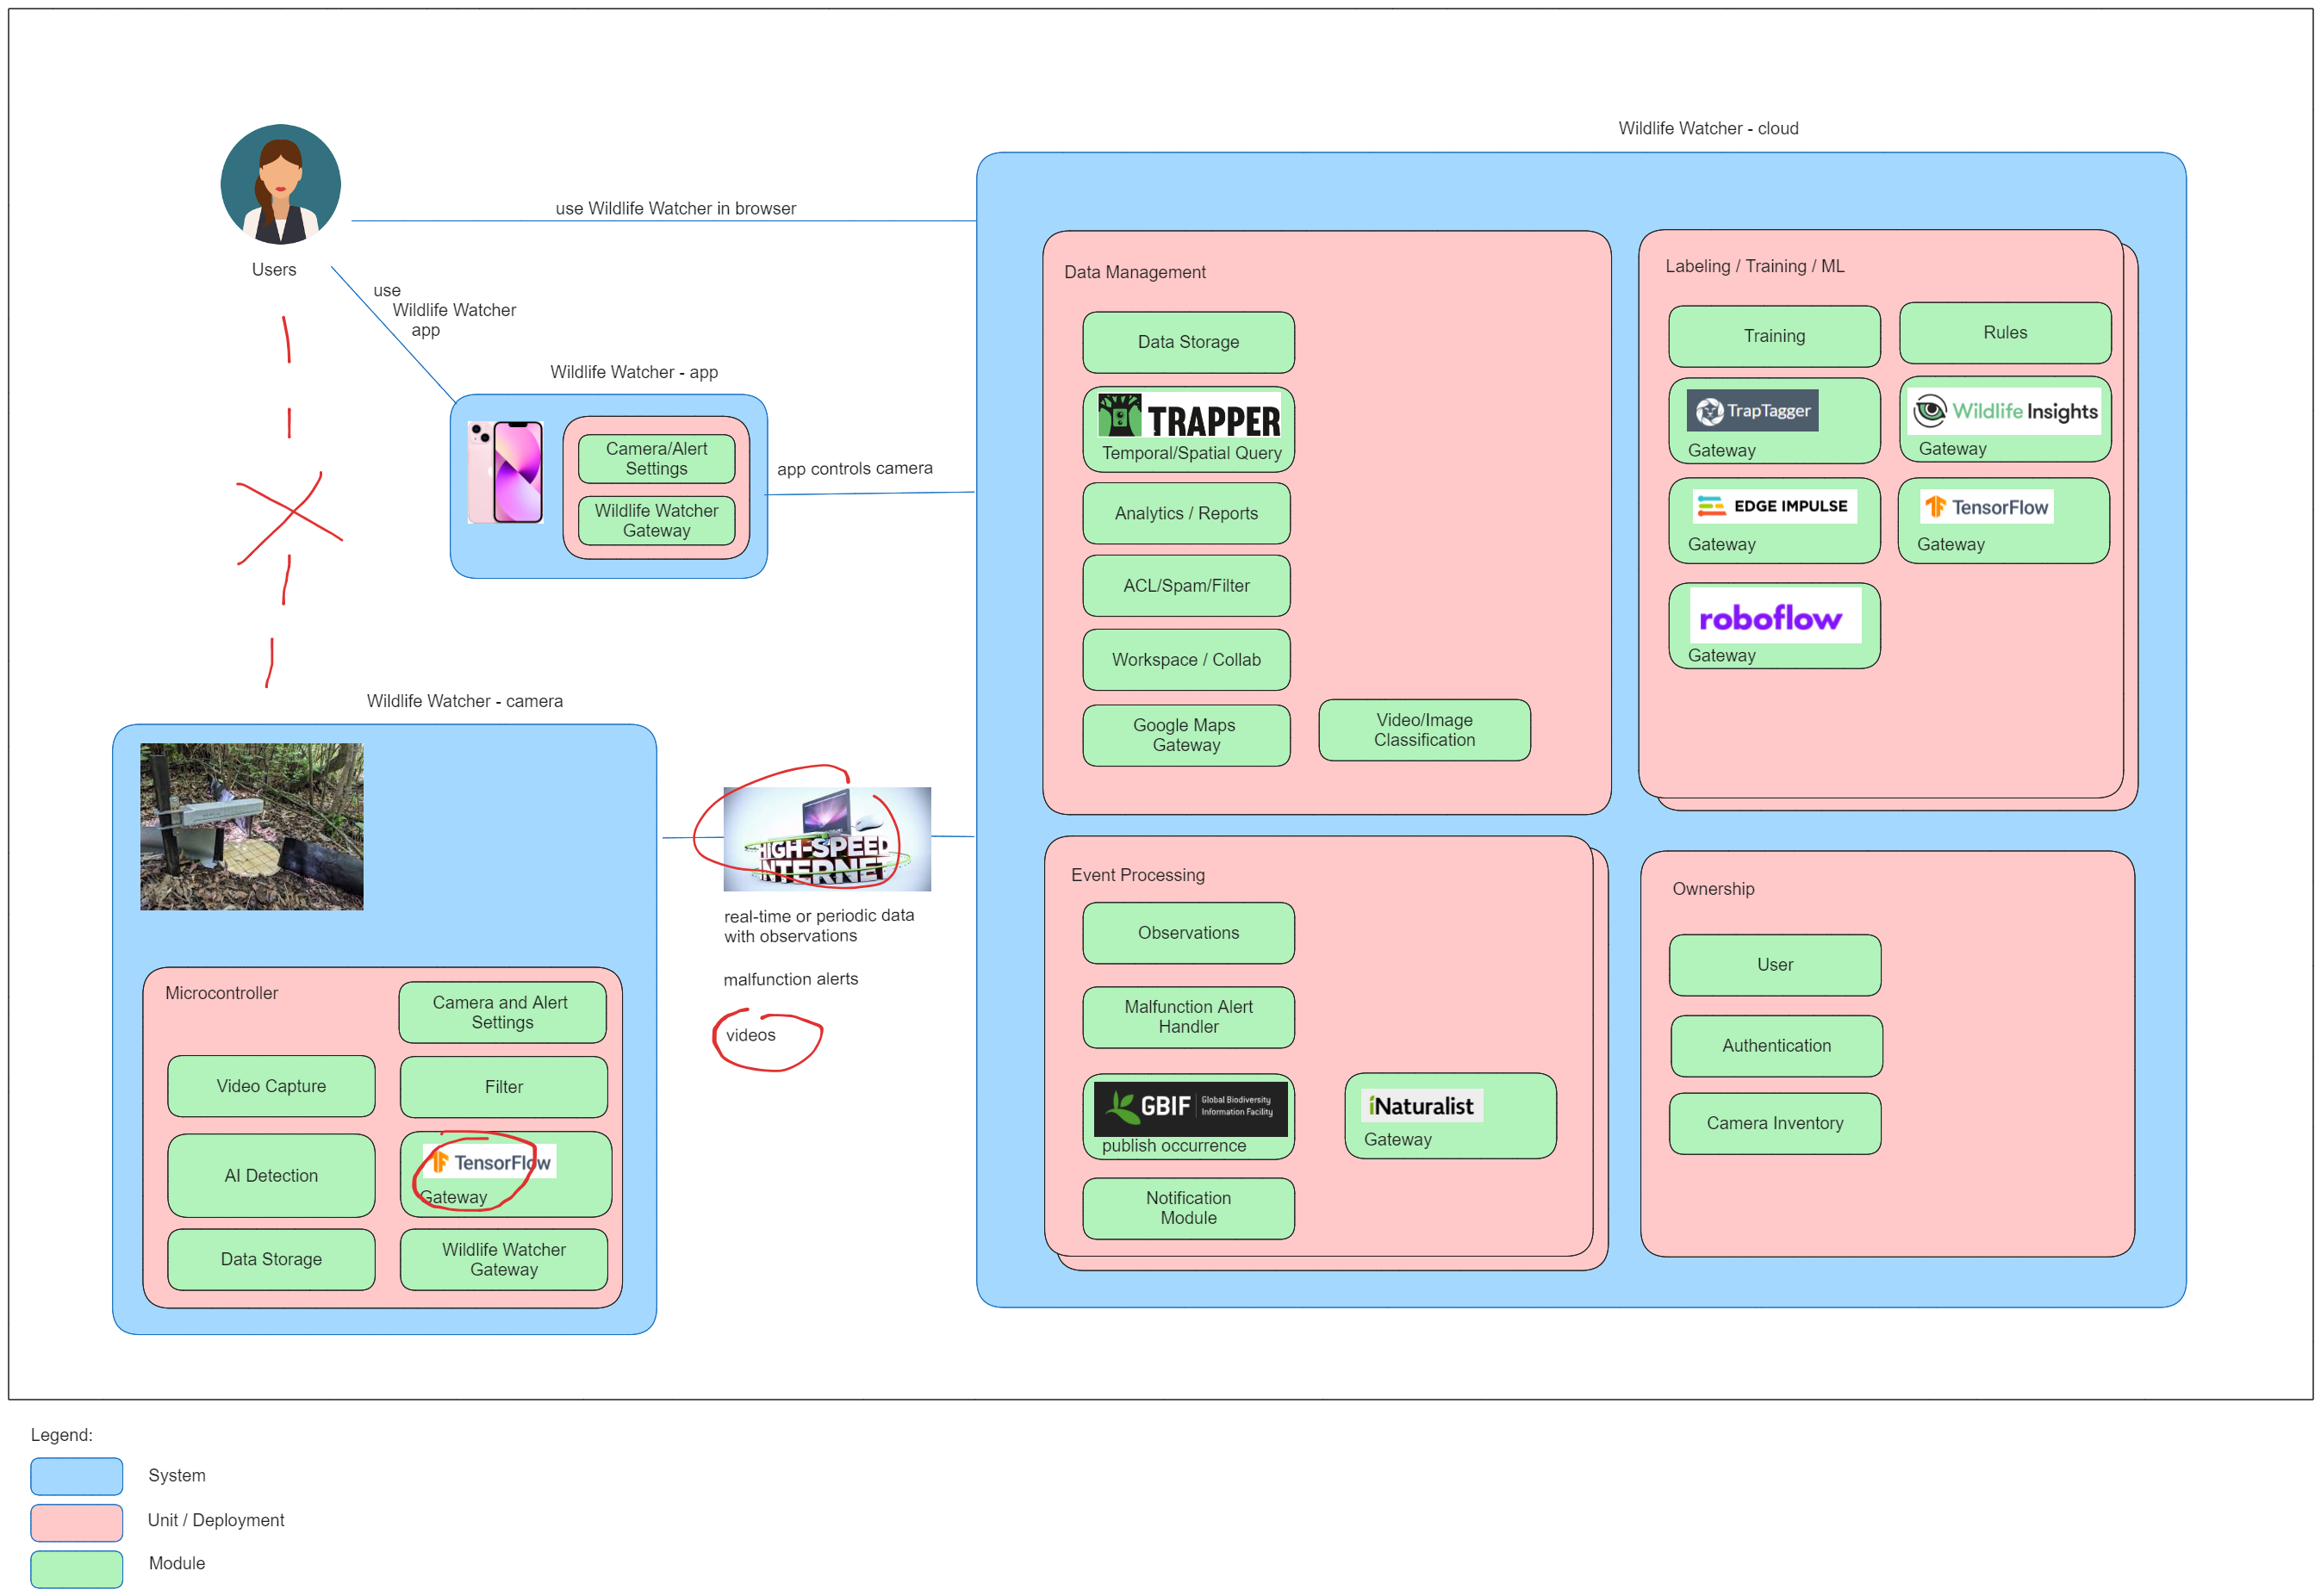 Wildlife Watcher - cloud
use Wildlife Watcher in browser
Users
use
Wildlife Watcher
app
Wildlife Watcher - app
Camera/Alert
Settings
Wildlife Watcher
Gateway
app controls camera
Data Management
Data Storage
TRAPPER
Temporal/Spatial Query
Analytics / Reports
ACL/Spam/Filter
Workspace / Collab
Google Maps
Gateway
Video/Image
Classification
Labeling / Training / ML
Training
Rules
TrapTagger
Gateway
Wildlife Insights
Gateway
EDGE IMPULSE
Gateway
TensorFlow
Gateway
roboflow
Gateway
Wildlife Watcher - camera
Microcontroller
Camera and Alert
Settings
Video Capture
Filter
AI Detection
TensorFlow
Gateway
Data Storage
Wildlife Watcher
Gateway
HIGH-SPEED
INTERNET
real-time or periodic data
with observations
malfunction alerts
videos
Event Processing
Observations
Malfunction Alert
Handler
GBIF
Global Biodiversity
Information Facility
publish occurrence
iNaturalist
Gateway
Notification
Module
Ownership
User
Authentication
Camera Inventory
Legend:
System
Unit / Deployment
Module